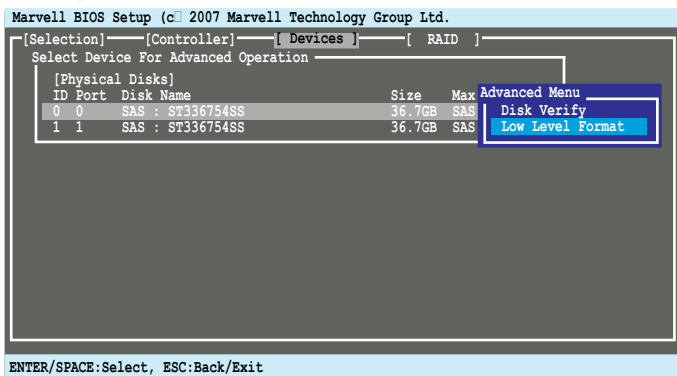 Marvell BIOS Setup (c□ 2007 Marvell Technology Group Ltd.
[Selection] [Controller] [ Devices ] [ RAID ]
Select Device For Advanced Operation
[Physical Disks]
ID Port Disk Name Size Max
0 0 SAS : ST336754SS 36.7GB SAS
1 1 SAS : ST336754SS 36.7GB SAS
Advanced Menu
Disk Verify
Low Level Format
ENTER/SPACE:Select, ESC:Back/Exit